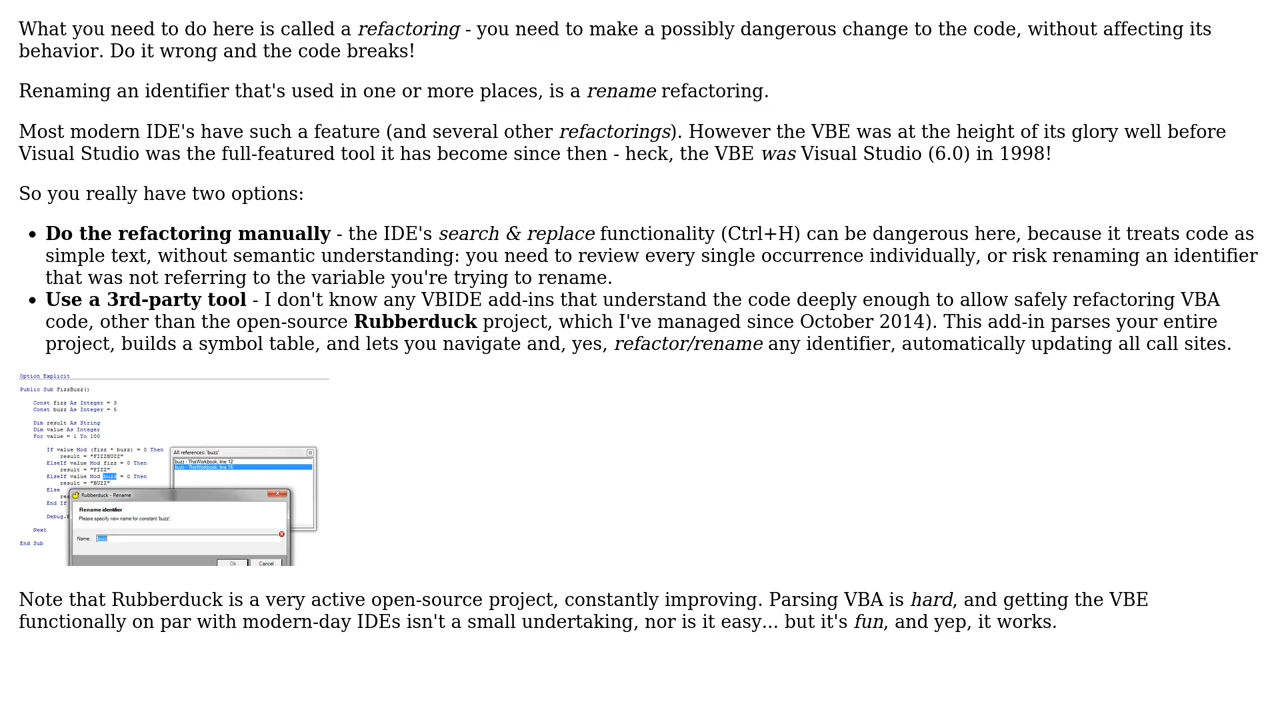 What you need to do here is called a refactoring - you need to make a possibly dangerous change to the code, without affecting its
behavior. Do it wrong and the code breaks!
Renaming an identifier that's used in one or more places, is a rename refactoring.
Most modern IDE's have such a feature (and several other refactorings). However the VBE was at the height of its glory well before
Visual Studio was the full-featured tool it has become since then - heck, the VBE was Visual Studio (6.0) in 1998!
So you really have two options:
• Do the refactoring manually - the IDE's search & replace functionality (Ctrl+H) can be dangerous here, because it treats code as
simple text, without semantic understanding: you need to review every single occurrence individually, or risk renaming an identifier
that was not referring to the variable you're trying to rename.
• Use a 3rd-party tool - I don't know any VBIDE add-ins that understand the code deeply enough to allow safely refactoring VBA
code, other than the open-source Rubberduck project, which I've managed since October 2014). This add-in parses your entire
project, builds a symbol table, and lets you navigate and, yes, refactor/rename any identifier, automatically updating all call sites.
Option Explicit
Public Sub FizzBuzz()
Const fizz As Integer = 3
Const buzz As Integer = 5
Dim result As String
Dim value As Integer
For value = 1 To 100
If value Mod (fizz * buzz) = 0 Then
result = "FIZZBUZZ"
ElseIf value Mod fizz = 0 Then
result = "FIZZ"
ElseIf value Mod buzz = 0 Then
result = "BUZZ"
Else
res
End If
Debug.
Next
End Sub
All references: 'buzz'
buzz - ThisWorkbook, line 12
buzz - ThisWorkbook, line 16
Rubberduck - Rename
Rename identifier
Please specify new name for constant 'buzz'.
Name: buzz
Ok Cancel
Note that Rubberduck is a very active open-source project, constantly improving. Parsing VBA is hard, and getting the VBE
functionally on par with modern-day IDEs isn't a small undertaking, nor is it easy... but it's fun, and yep, it works.